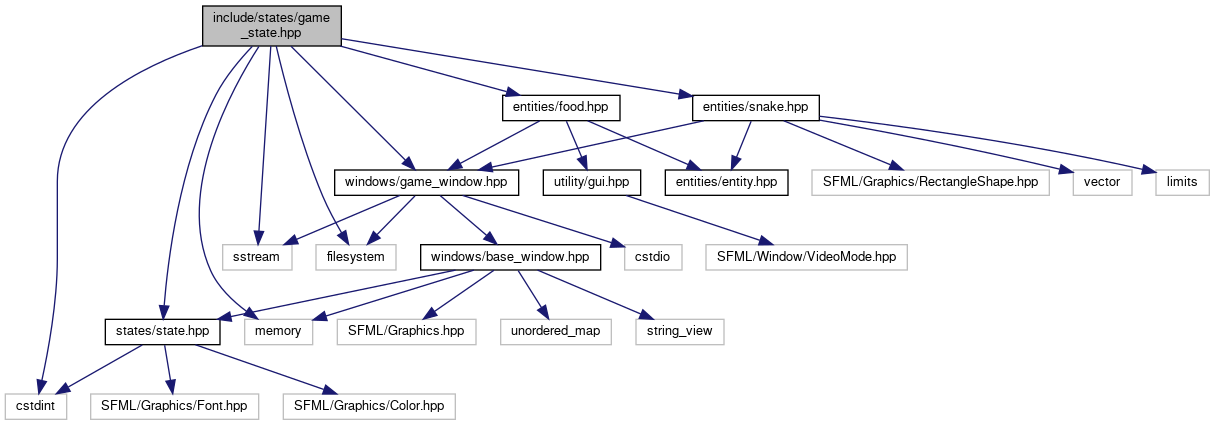 include/states/game
_state.hpp
entities/food.hpp
entities/snake.hpp
windows/game_window.hpp
utility/gui.hpp
entities/entity.hpp
SFML/Graphics/RectangleShape.hpp
vector
limits
sstream
filesystem
windows/base_window.hpp
cstdio
SFML/Window/VideoMode.hpp
states/state.hpp
memory
SFML/Graphics.hpp
unordered_map
string_view
cstdint
SFML/Graphics/Font.hpp
SFML/Graphics/Color.hpp